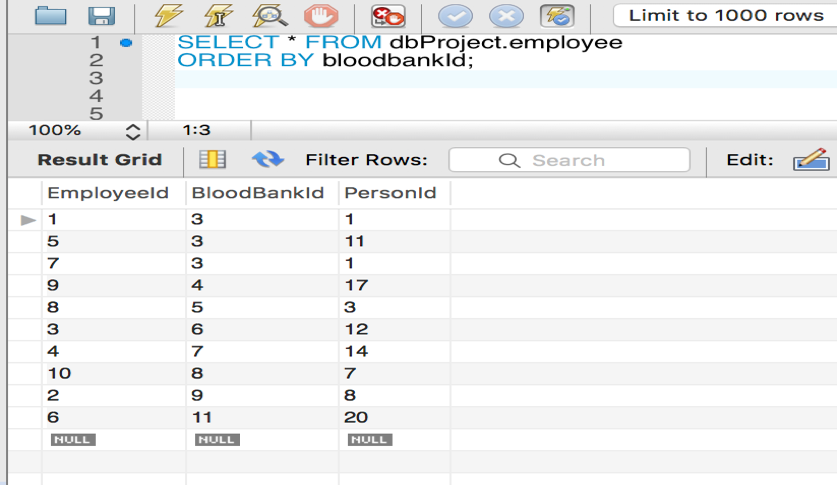 Limit to 1000 rows
1 SELECT * FROM dbProject.employee
2 ORDER BY bloodbankId;
3
4
5
100% 1:3
Result Grid Filter Rows: Search Edit:
EmployeeId BloodBankId PersonId
1 3 1
5 3 11
7 3 1
9 4 17
8 5 3
3 6 12
4 7 14
10 8 7
2 9 8
6 11 20
NULL NULL NULL